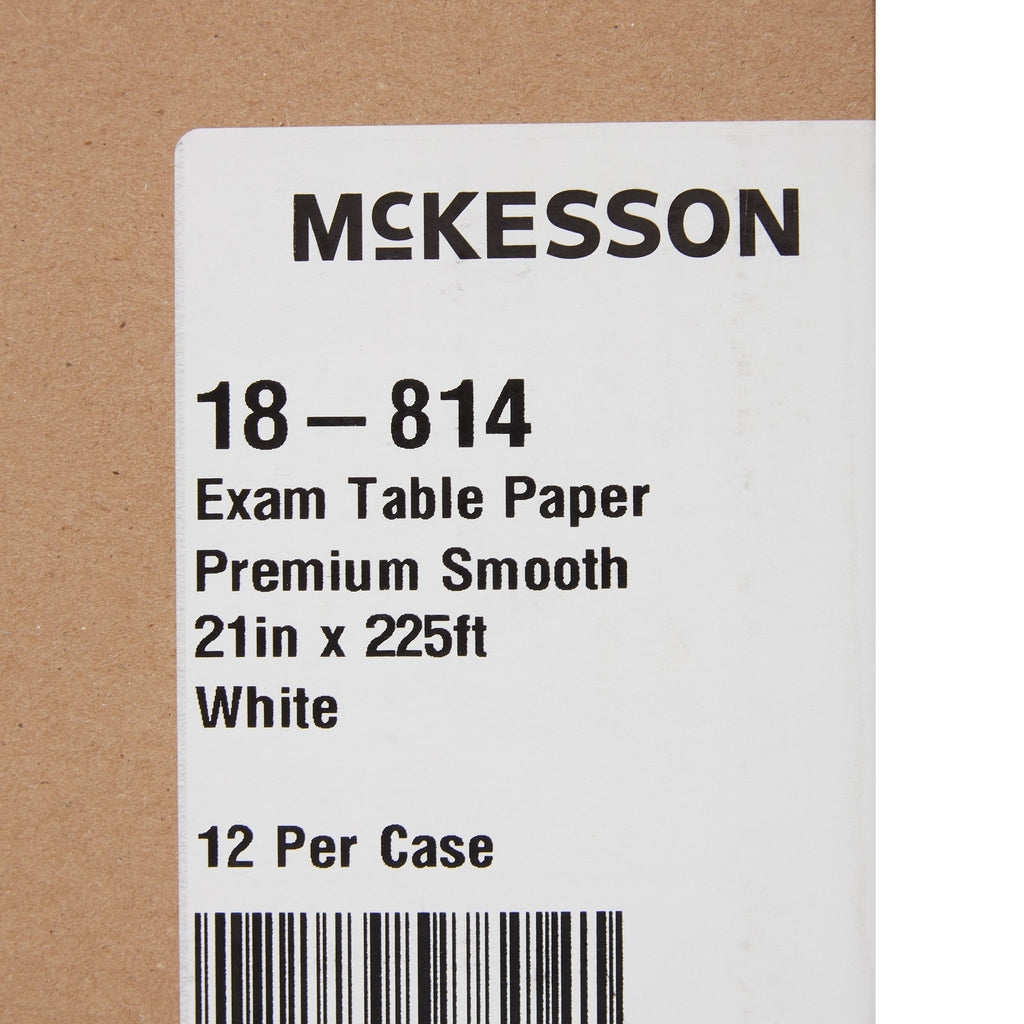 McKESSON
18 – 814
Exam Table Paper
Premium Smooth
21in x 225ft
White
12 Per Case